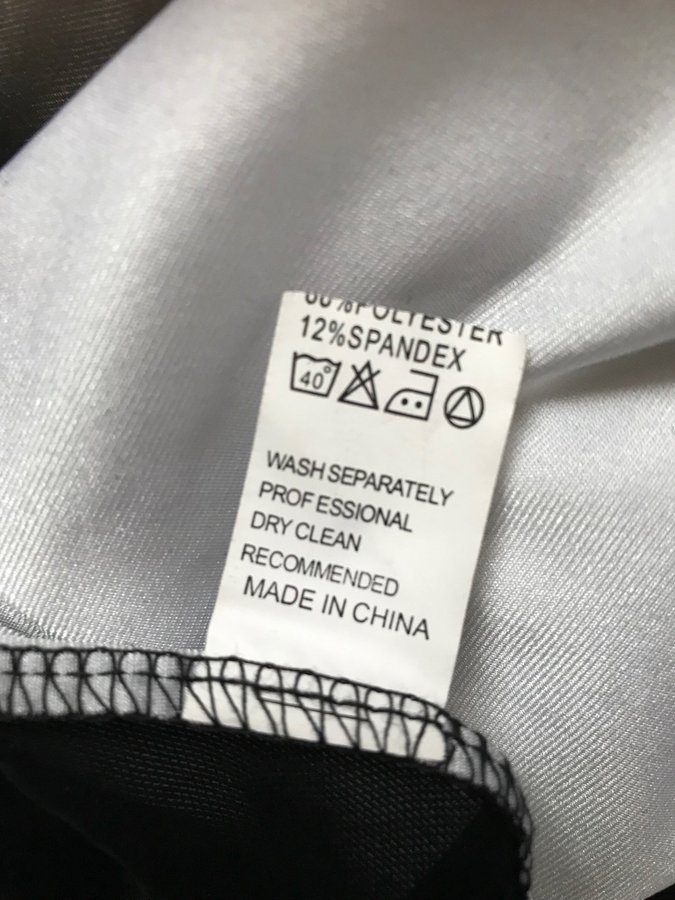 %POLYESTER
12%SPANDEX
40°
WASH SEPARATELY
PROFESSIONAL
DRY CLEAN
RECOMMENDED
MADE IN CHINA